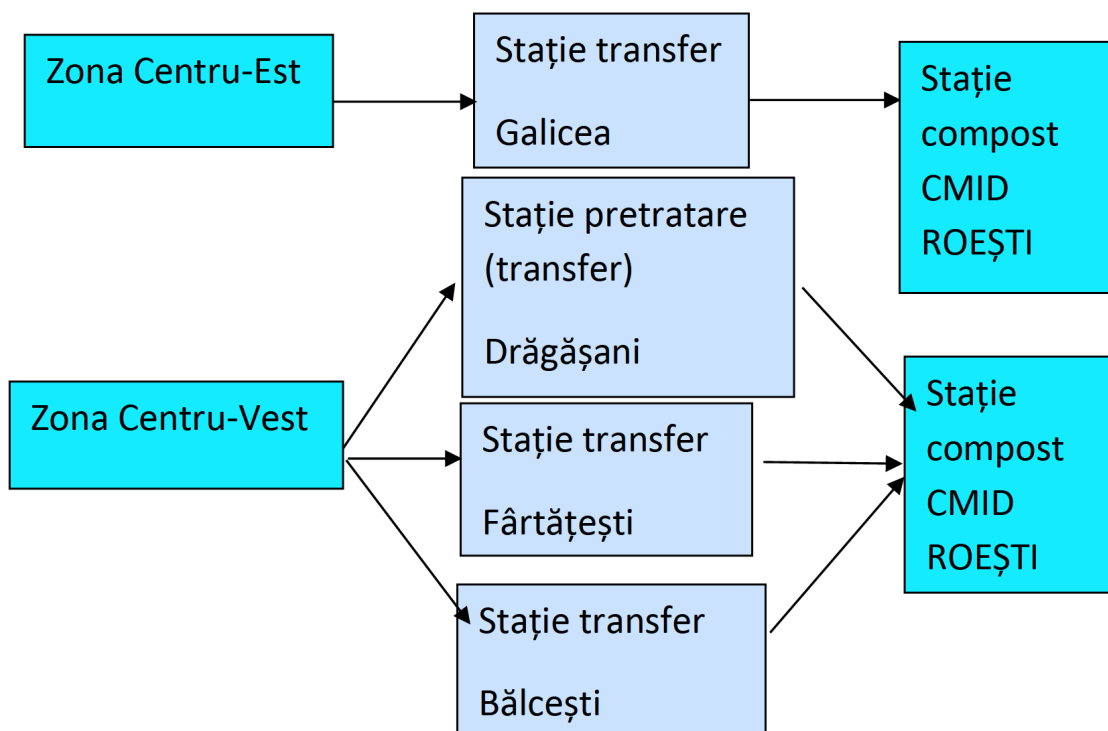 Zona Centru-Est
Stație transfer
Galicea
Stație
compost
CMID
ROEȘTI
Stație pretratare
(transfer)
Drăgășani
Zona Centru-Vest
Stație transfer
Fârtățești
Stație transfer
Bălcești
Stație
compost
CMID
ROEȘTI